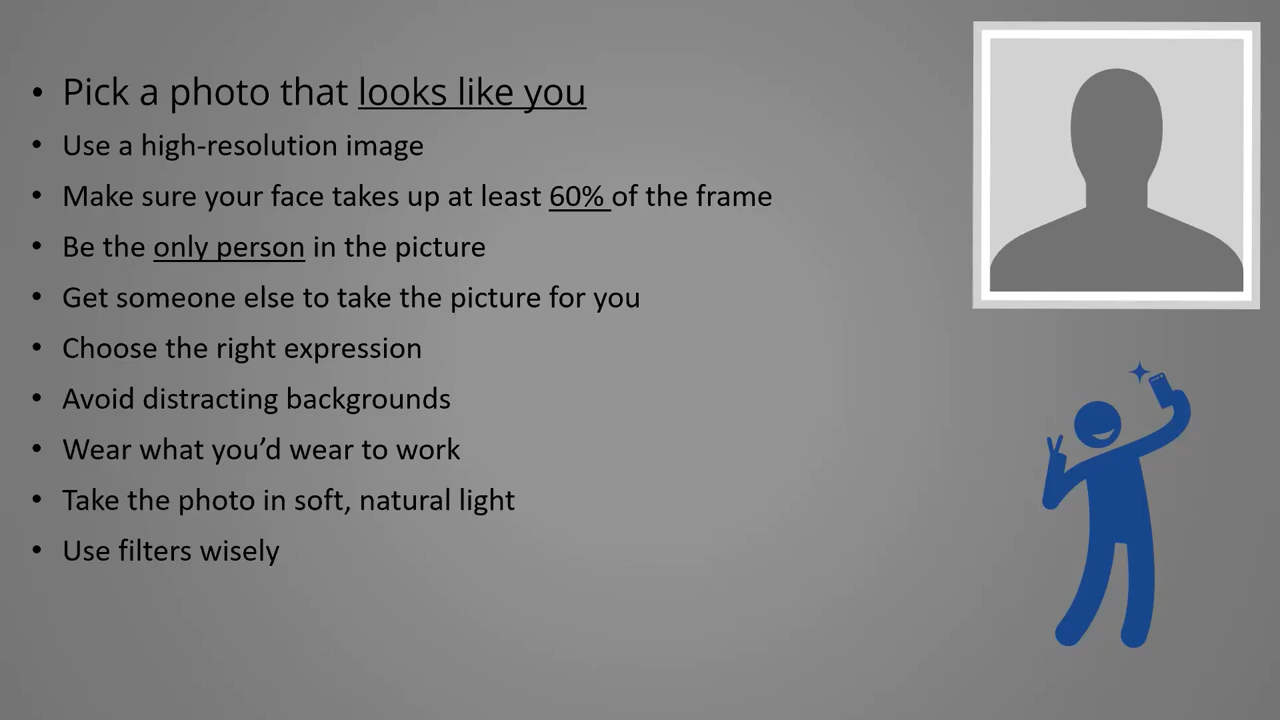 • Pick a photo that looks like you
• Use a high-resolution image
• Make sure your face takes up at least 60% of the frame
• Be the only person in the picture
• Get someone else to take the picture for you
• Choose the right expression
• Avoid distracting backgrounds
• Wear what you’d wear to work
• Take the photo in soft, natural light
• Use filters wisely